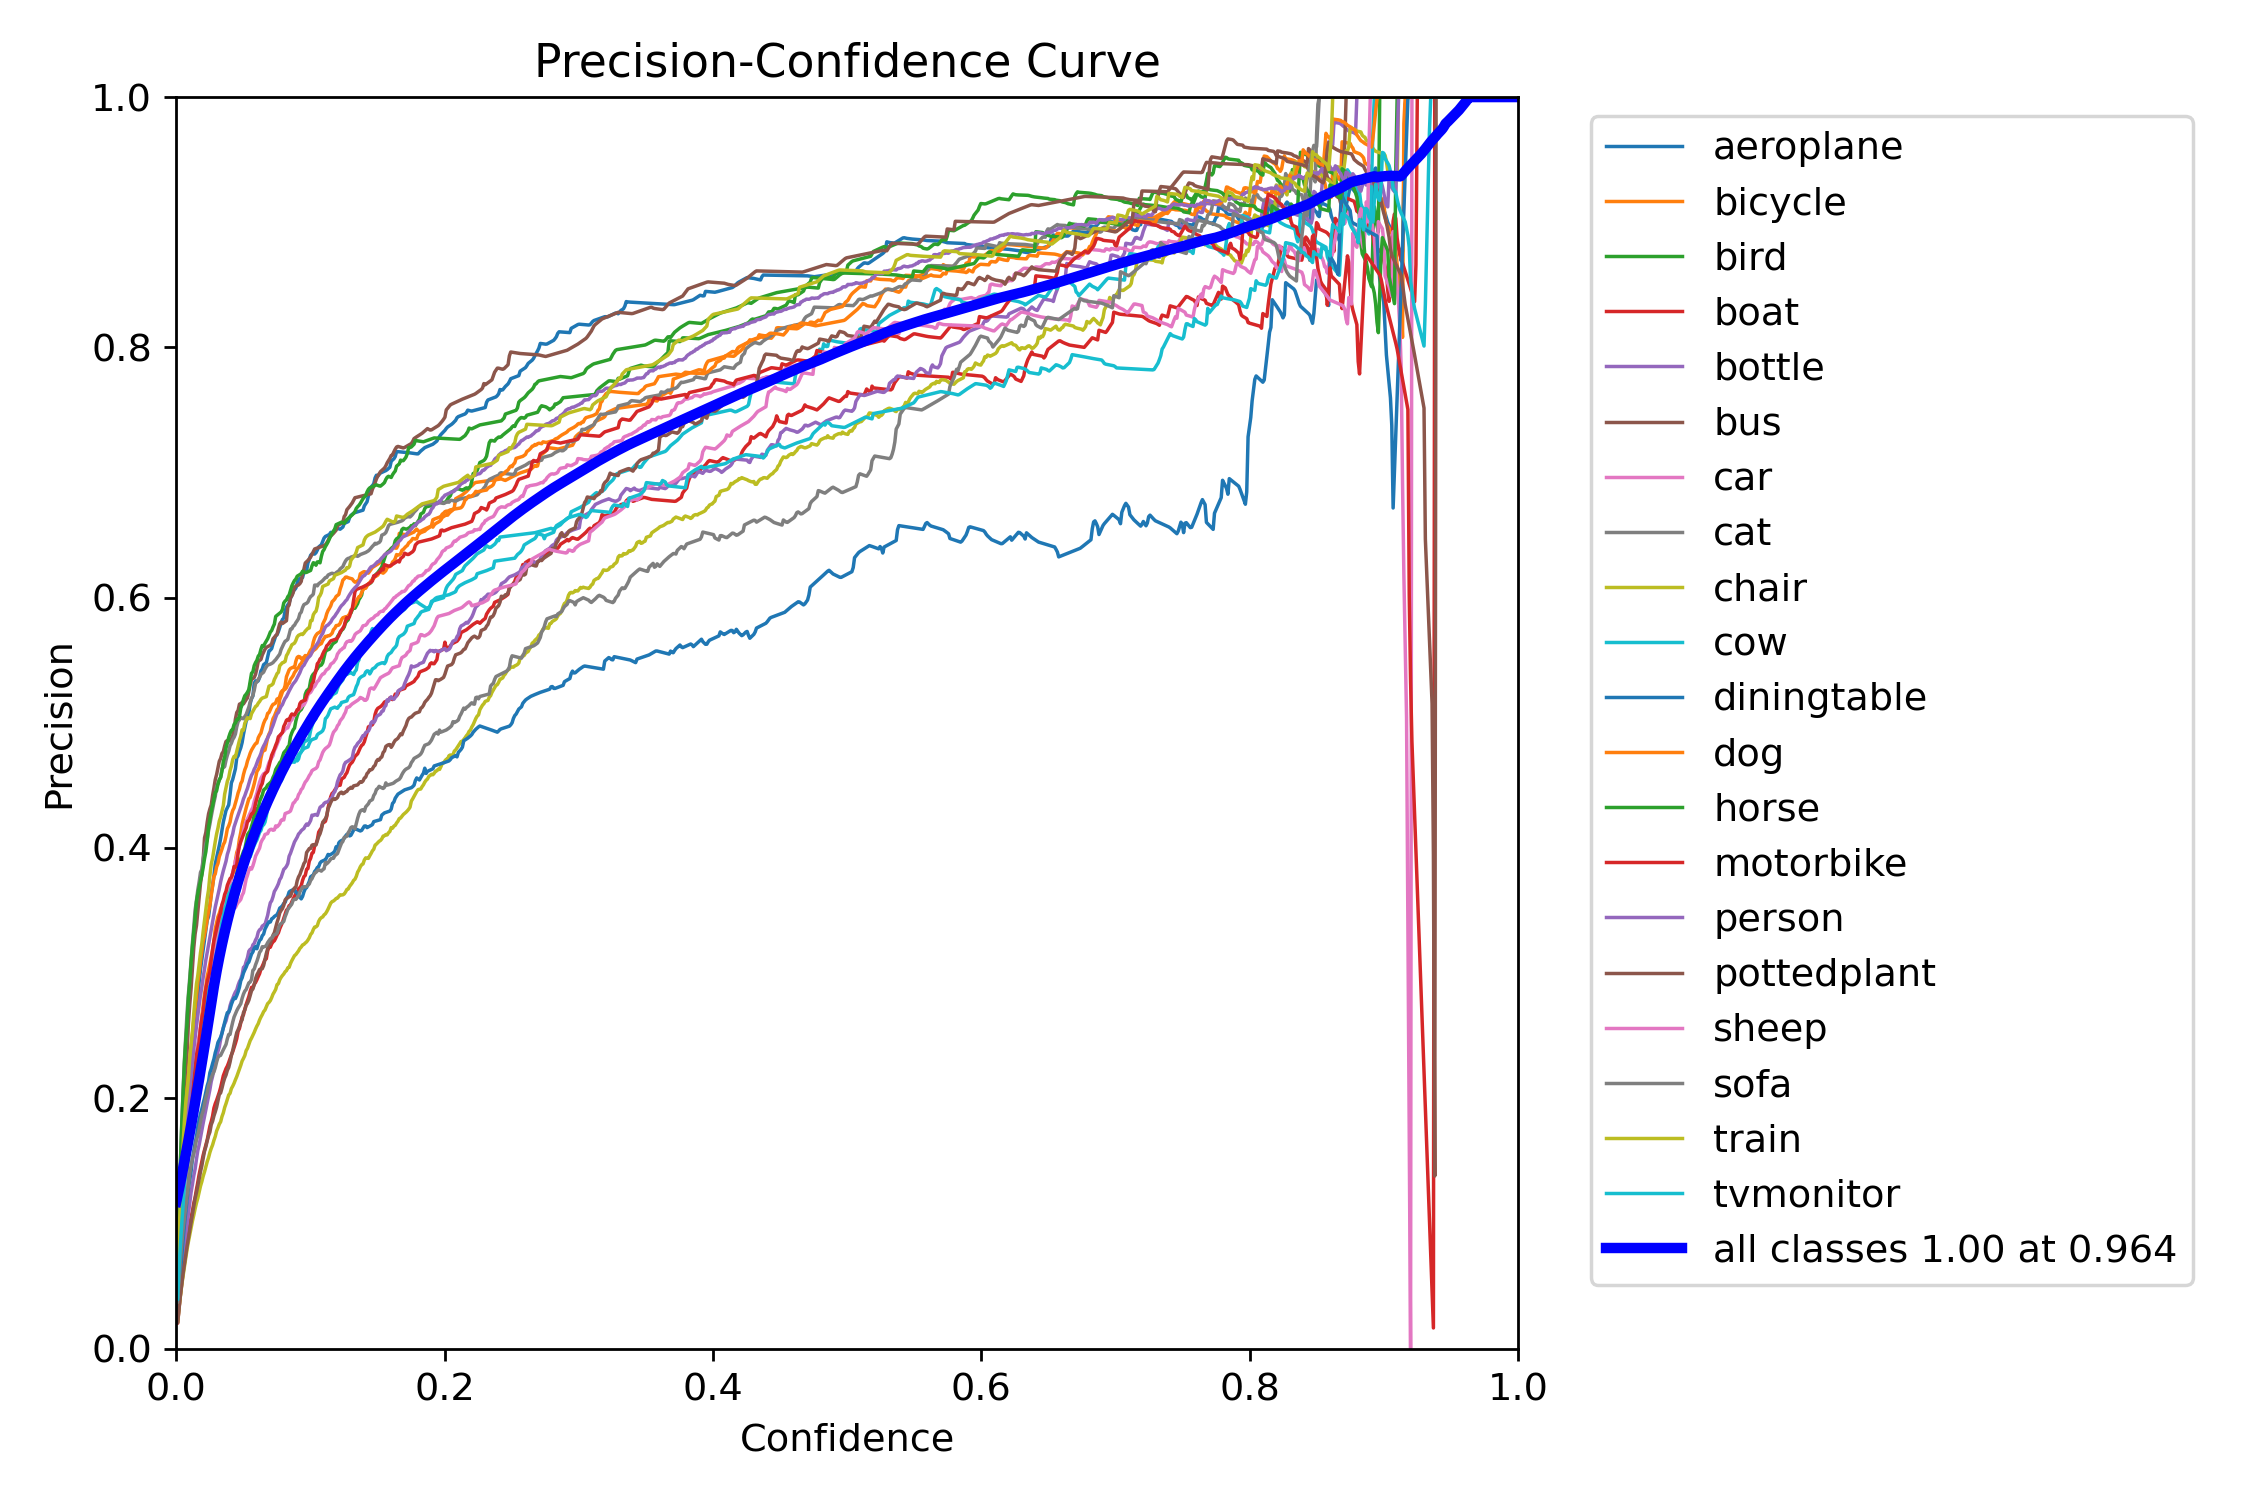 Precision-Confidence Curve
1.0
0.8
0.6
0.4
0.2
0.0
Precision
0.0 0.2 0.4 0.6 0.8 1.0
Confidence
aeroplane
bicycle
bird
boat
bottle
bus
car
cat
chair
cow
diningtable
dog
horse
motorbike
person
pottedplant
sheep
sofa
train
tvmonitor
all classes 1.00 at 0.964